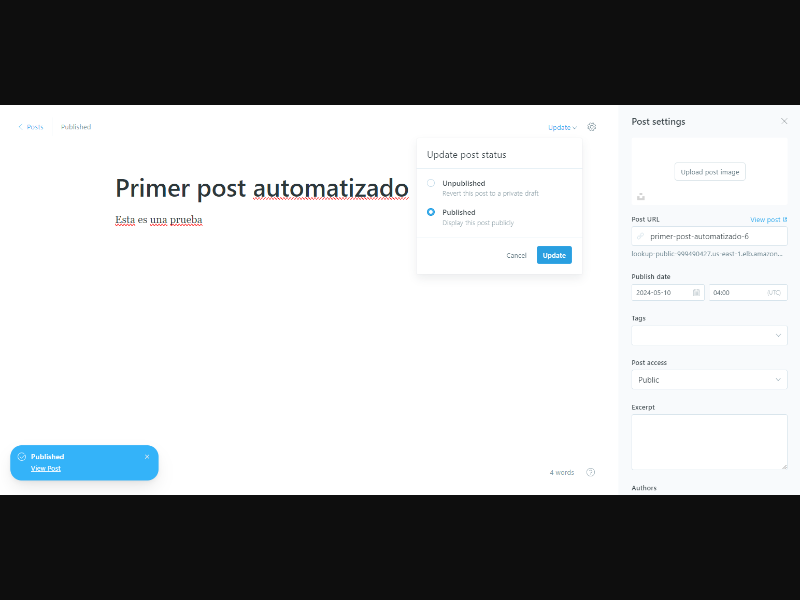 Posts
Published
Update
Update post status
Unpublished
Revert this post to a private draft
Published
Display this post publicly
Cancel
Update
Primer post automatizado
Esta es una prueba
Published
View Post
4 words
Post settings
Upload post image
Post URL
View post
primer-post-automatizado-6
lookup-public-999490427.us-east-1.elb.amazon...
Publish date
2024-05-10
04:00
(UTC)
Tags
Post access
Public
Excerpt
Authors